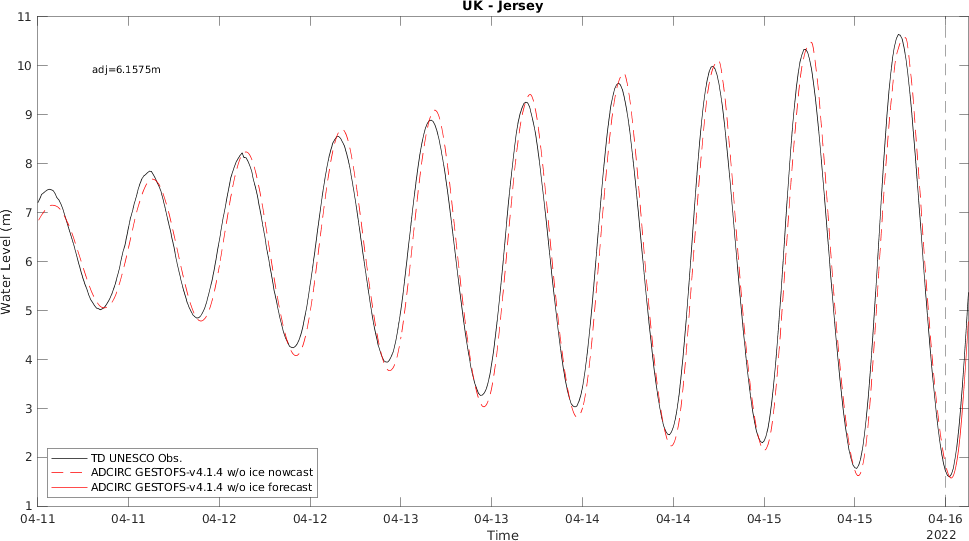 UK - Jersey
adj=6.1575m
11
10
9
8
7
6
5
4
3
2
1
Water Level (m)
TD UNESCO Obs.
ADCIRC GESTOFS-v4.1.4 w/o ice nowcast
ADCIRC GESTOFS-v4.1.4 w/o ice forecast
04-11 04-11 04-12 04-12 04-13 04-13 04-14 04-14 04-15 04-15 04-16
Time 2022